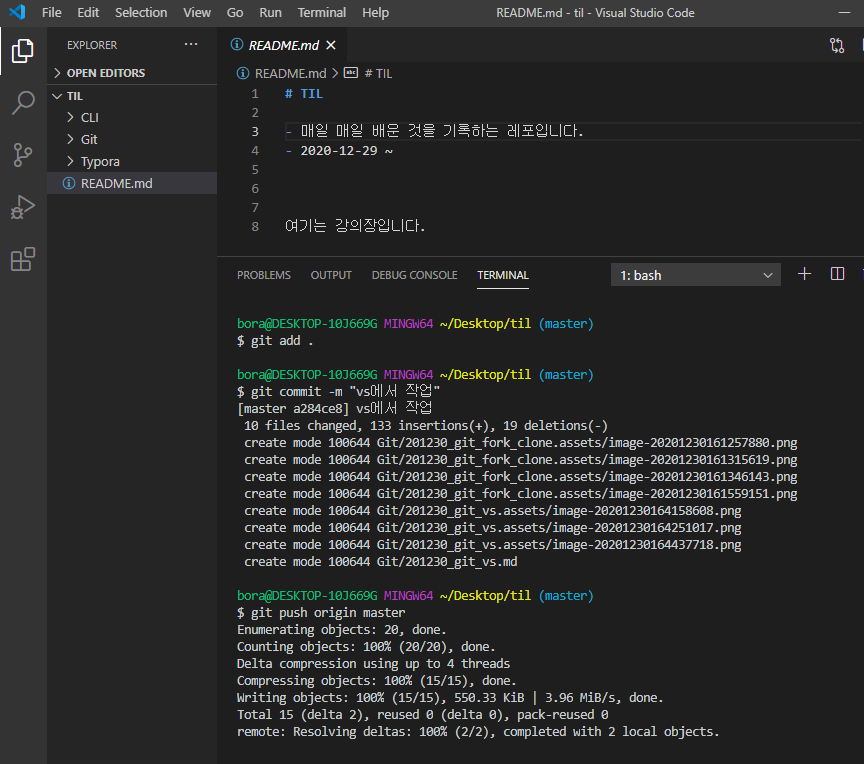 File Edit Selection View Go Run Terminal Help README.md - til - Visual Studio Code
EXPLORER
OPEN EDITORS
TIL
CLI
Git
Typora
README.md
README.md
README.md > # TIL
1 # TIL
2
3 - 매일 매일 배운 것을 기록하는 레포입니다.
4 - 2020-12-29 ~
5
6
7
8 여기는 강의장입니다.
PROBLEMS OUTPUT DEBUG CONSOLE TERMINAL 1: bash
bora@DESKTOP-10J669G MINGW64 ~/Desktop/til (master)
$ git add .
bora@DESKTOP-10J669G MINGW64 ~/Desktop/til (master)
$ git commit -m "vs에서 작업"
[master a284ce8] vs에서 작업
10 files changed, 133 insertions(+), 19 deletions(-)
create mode 100644 Git/201230_git_fork_clone.assets/image-20201230161257880.png
create mode 100644 Git/201230_git_fork_clone.assets/image-20201230161315619.png
create mode 100644 Git/201230_git_fork_clone.assets/image-20201230161346143.png
create mode 100644 Git/201230_git_fork_clone.assets/image-20201230161559151.png
create mode 100644 Git/201230_git_vs.assets/image-20201230164158608.png
create mode 100644 Git/201230_git_vs.assets/image-20201230164251017.png
create mode 100644 Git/201230_git_vs.assets/image-20201230164437718.png
create mode 100644 Git/201230_git_vs.md
bora@DESKTOP-10J669G MINGW64 ~/Desktop/til (master)
$ git push origin master
Enumerating objects: 20, done.
Counting objects: 100% (20/20), done.
Delta compression using up to 4 threads
Compressing objects: 100% (15/15), done.
Writing objects: 100% (15/15), 550.33 KiB | 3.96 MiB/s, done.
Total 15 (delta 2), reused 0 (delta 0), pack-reused 0
remote: Resolving deltas: 100% (2/2), completed with 2 local objects.